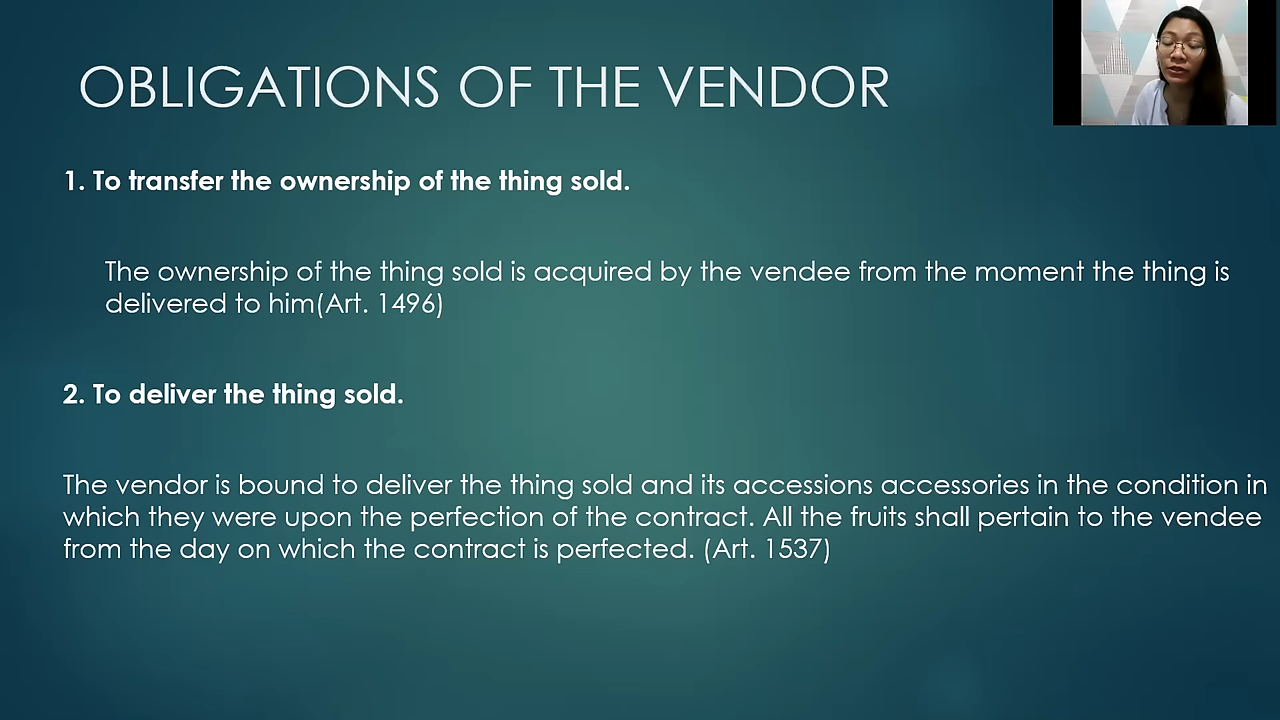 OBLIGATIONS OF THE VENDOR
1. To transfer the ownership of the thing sold.
The ownership of the thing sold is acquired by the vendee from the moment the thing is
delivered to him(Art. 1496)
2. To deliver the thing sold.
The vendor is bound to deliver the thing sold and its accessions accessories in the condition in
which they were upon the perfection of the contract. All the fruits shall pertain to the vendee
from the day on which the contract is perfected. (Art. 1537)